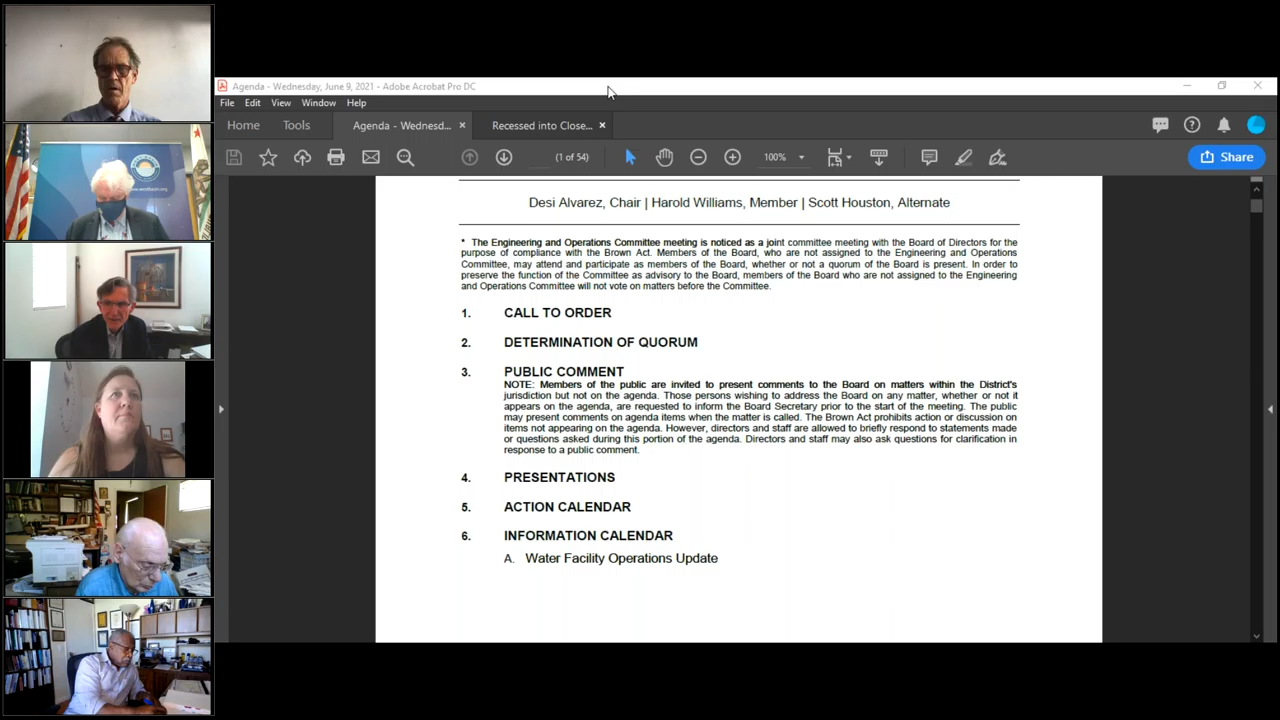 Agenda - Wednesday, June 9, 2021 - Adobe Acrobat Pro DC
File Edit View Window Help
Home Tools Agenda - Wednesd... × Recessed into Close... ×
(1 of 54) 100% Share
Desi Alvarez, Chair | Harold Williams, Member | Scott Houston, Alternate
* The Engineering and Operations Committee meeting is noticed as a joint committee meeting with the Board of Directors for the
purpose of compliance with the Brown Act. Members of the Board, who are not assigned to the Engineering and Operations
Committee, may attend and participate as members of the Board, whether or not a quorum of the Board is present. In order to
preserve the function of the Committee as advisory to the Board, members of the Board who are not assigned to the Engineering
and Operations Committee will not vote on matters before the Committee.
1. CALL TO ORDER
2. DETERMINATION OF QUORUM
3. PUBLIC COMMENT
NOTE: Members of the public are invited to present comments to the Board on matters within the District's
jurisdiction but not on the agenda. Those persons wishing to address the Board on any matter, whether or not it
appears on the agenda, are requested to inform the Board Secretary prior to the start of the meeting. The public
may present comments on agenda items when the matter is called. The Brown Act prohibits action or discussion on
items not appearing on the agenda. However, directors and staff are allowed to briefly respond to statements made
or questions asked during this portion of the agenda. Directors and staff may also ask questions for clarification in
response to a public comment.
4. PRESENTATIONS
5. ACTION CALENDAR
6. INFORMATION CALENDAR
A. Water Facility Operations Update